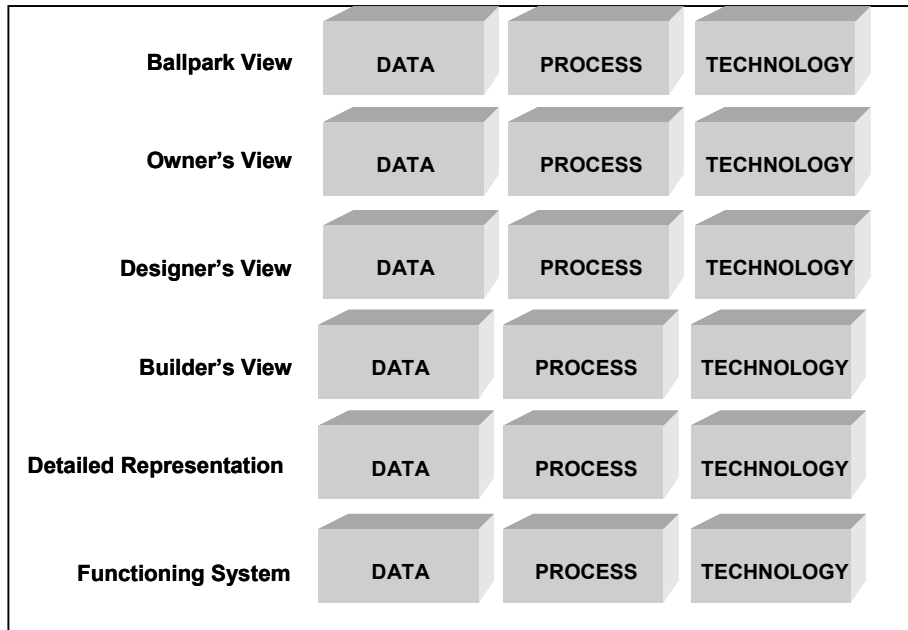 Ballpark View DATA PROCESS TECHNOLOGY
Owner’s View DATA PROCESS TECHNOLOGY
Designer’s View DATA PROCESS TECHNOLOGY
Builder’s View DATA PROCESS TECHNOLOGY
Detailed Representation DATA PROCESS TECHNOLOGY
Functioning System DATA PROCESS TECHNOLOGY